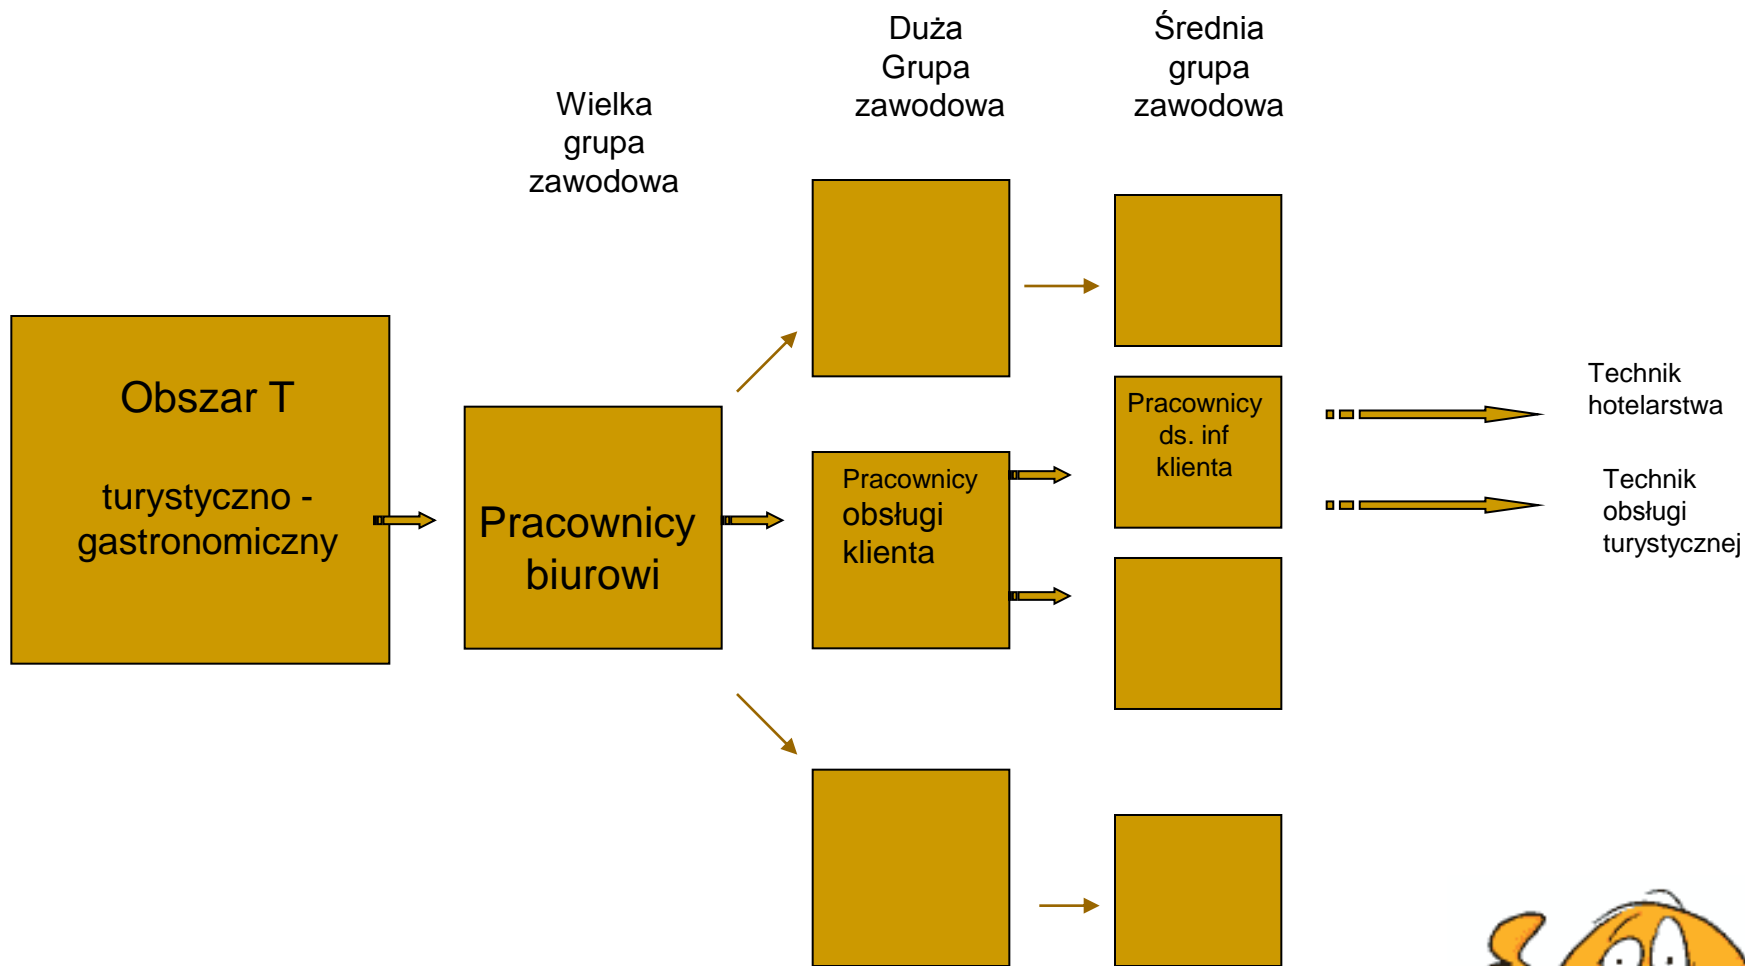 Duża
Grupa
zawodowa
Średnia
grupa
zawodowa
Wielka
grupa
zawodowa
Obszar T
turystyczno -
gastronomiczny
Pracownicy
biurowi
Pracownicy
obsługi
klienta
Pracownicy
ds. inf
klienta
Technik
hotelarstwa
Technik
obsługi
turystycznej